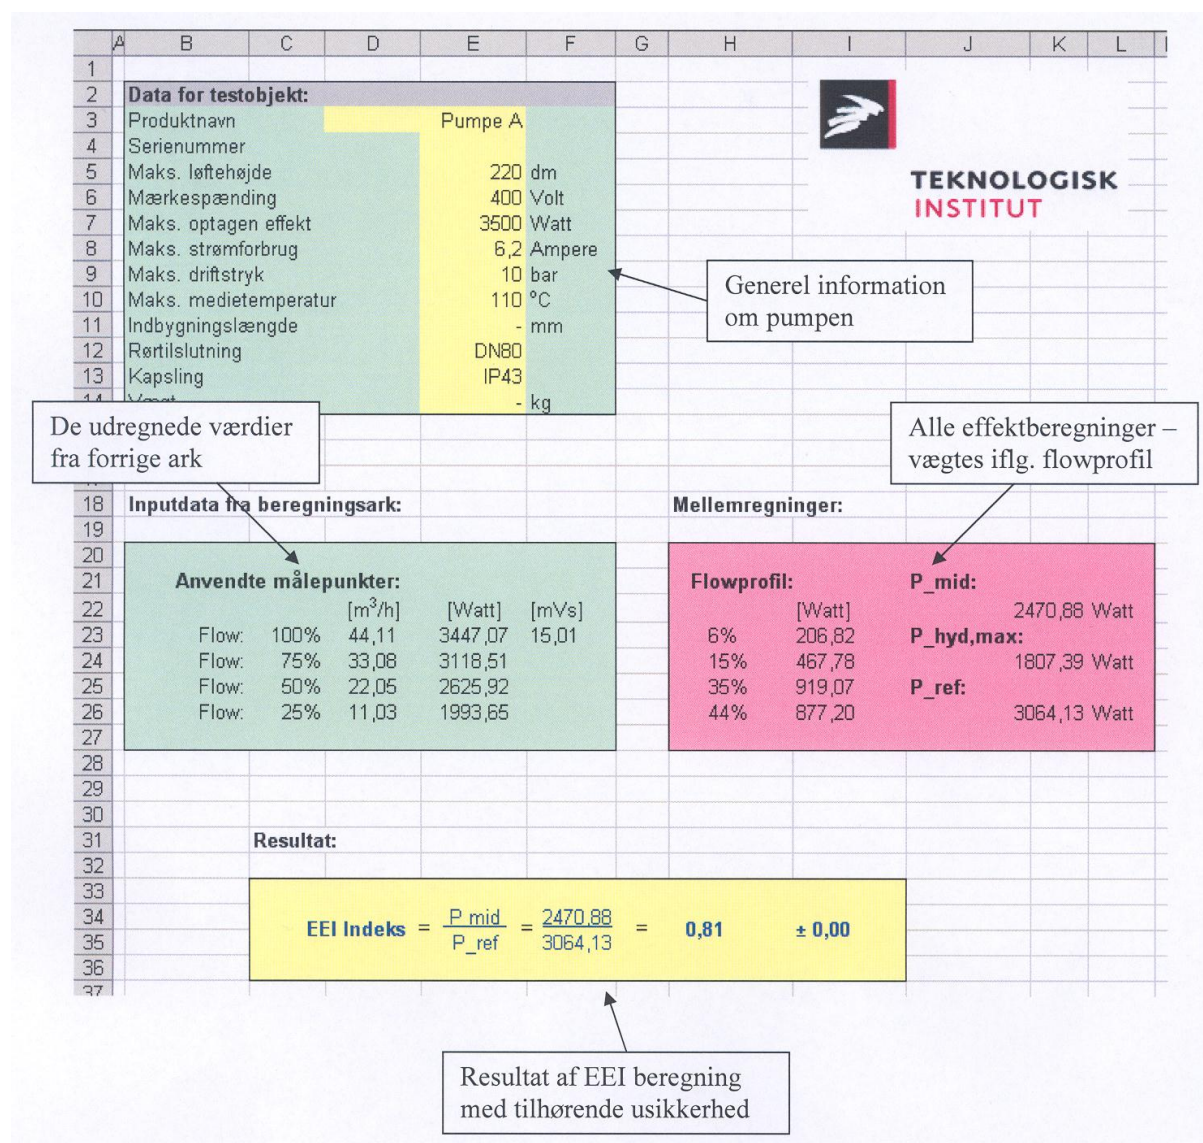 A B C D E F G H I J K L
1
2 Data for testobjekt:
3 Produktnavn Pumpe A
4 Serienummer
5 Maks. løftehøjde 220 dm
6 Mærkespænding 400 Volt
7 Maks. optagen effekt 3500 Watt
8 Maks. strømforbrug 6,2 Ampere
9 Maks. driftstryk 10 bar
10 Maks. medietemperatur 110 °C
11 Indbygningslængde - mm
12 Rørtilslutning DN80
13 Kapsling IP43
14 Vægt - kg
TEKNOLOGISK
INSTITUT
Generel information
om pumpen
De udregnede værdier
fra forrige ark
Alle effektberegninger –
vægtes iflg. flowprofil
18 Inputdata fra beregningsark: Mellemregninger:
19
20
21 Anvendte målepunkter: Flowprofil: P_mid:
22 [m³/h] [Watt] [mVs] [Watt] 2470,88 Watt
23 Flow: 100% 44,11 3447,07 15,01 6% 206,82 P_hyd,max:
24 Flow: 75% 33,08 3118,51 15% 467,78 1807,39 Watt
25 Flow: 50% 22,05 2625,92 35% 919,07 P_ref:
26 Flow: 25% 11,03 1993,65 44% 877,20 3064,13 Watt
27
28
29
30
31 Resultat:
32
33
34 EEI Indeks = P mid = 2470,88 = 0,81 ± 0,00
35 P_ref 3064,13
36
37
Resultat af EEI beregning
med tilhørende usikkerhed